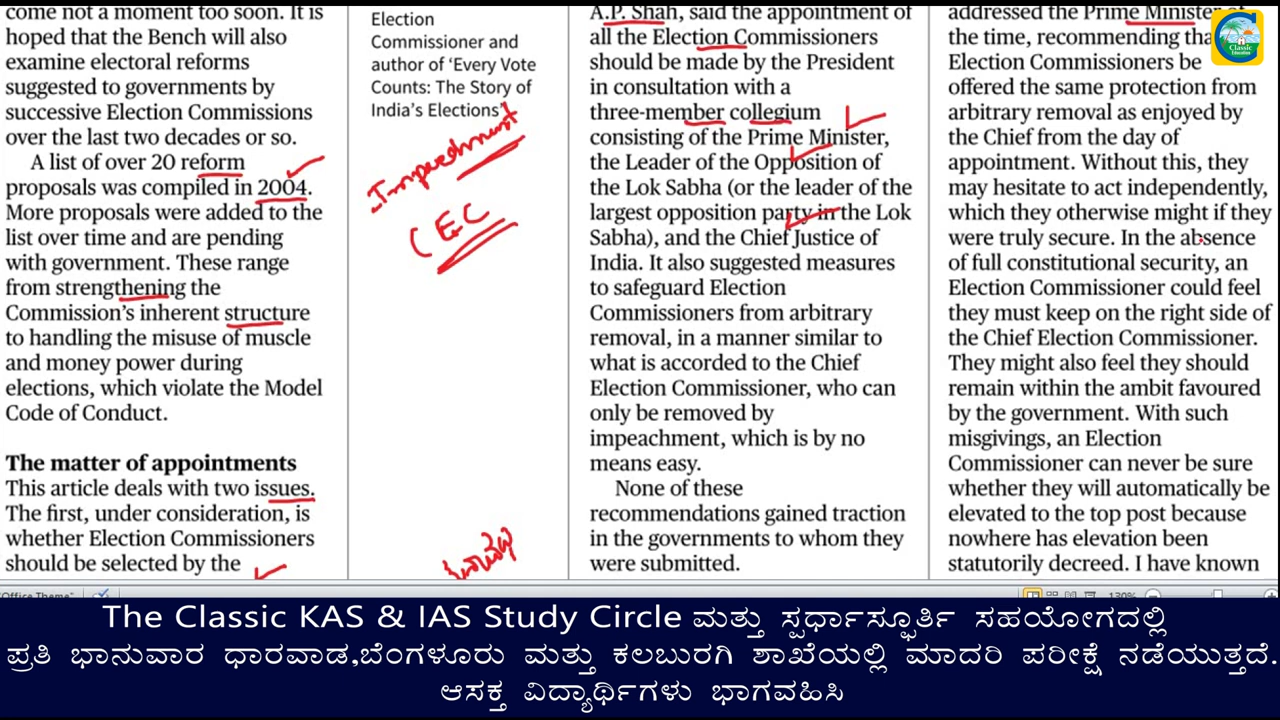 come not a moment too soon. It is
hoped that the Bench will also
examine electoral reforms
suggested to governments by
successive Election Commissions
over the last two decades or so.
A list of over 20 reform
proposals was compiled in 2004.
More proposals were added to the
list over time and are pending
with government. These range
from strengthening the
Commission's inherent structure
to handling the misuse of muscle
and money power during
elections, which violate the Model
Code of Conduct.
The matter of appointments
This article deals with two issues.
The first, under consideration, is
whether Election Commissioners
should be selected by the
Election
Commissioner and
author of 'Every Vote
Counts: The Story of
India's Elections'
Impeachment
CEC
A.P. Shah, said the appointment of
all the Election Commissioners
should be made by the President
in consultation with a
three-member collegium
consisting of the Prime Minister,
the Leader of the Opposition of
the Lok Sabha (or the leader of the
largest opposition party in the Lok
Sabha), and the Chief Justice of
India. It also suggested measures
to safeguard Election
Commissioners from arbitrary
removal, in a manner similar to
what is accorded to the Chief
Election Commissioner, who can
only be removed by
impeachment, which is by no
means easy.
None of these
recommendations gained traction
in the governments to whom they
were submitted.
addressed the Prime Minister of
the time, recommending that
Election Commissioners be
offered the same protection from
arbitrary removal as enjoyed by
the Chief from the day of
appointment. Without this, they
may hesitate to act independently,
which they otherwise might if they
were truly secure. In the absence
of full constitutional security, an
Election Commissioner could feel
they must keep on the right side of
the Chief Election Commissioner.
They might also feel they should
remain within the ambit favoured
by the government. With such
misgivings, an Election
Commissioner can never be sure
whether they will automatically be
elevated to the top post because
nowhere has elevation been
statutorily decreed. I have known
Classic
Education
"Office Theme"
130%
The Classic KAS & IAS Study Circle ಮತ್ತು ಸ್ಪರ್ಧಾಸ್ಫೂರ್ತಿ ಸಹಯೋಗದಲ್ಲಿ
ಪ್ರತಿ ಭಾನುವಾರ ಧಾರವಾಡ,ಬೆಂಗಳೂರು ಮತ್ತು ಕಲಬುರಗಿ ಶಾಖೆಯಲ್ಲಿ ಮಾದರಿ ಪರೀಕ್ಷೆ ನಡೆಯುತ್ತದೆ.
ಆಸಕ್ತ ವಿದ್ಯಾರ್ಥಿಗಳು ಭಾಗವಹಿಸಿ